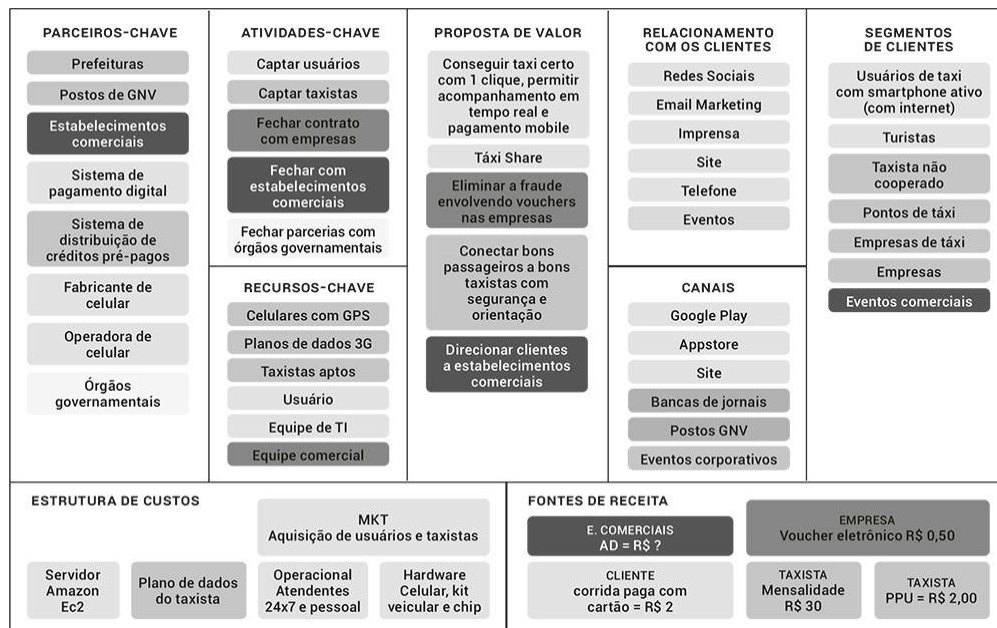 PARCEIROS-CHAVE
Prefeituras
Postos de GNV
Estabelecimentos
comerciais
Sistema de
pagamento digital
Sistema de
distribuição de
créditos pré-pagos
Fabricante de
celular
Operadora de
celular
Órgãos
governamentais
ATIVIDADES-CHAVE
Captar usuários
Captar taxistas
Fechar contrato
com empresas
Fechar com
estabelecimentos
comerciais
Fechar parcerias com
órgãos governamentais
RECURSOS-CHAVE
Celulares com GPS
Planos de dados 3G
Taxistas aptos
Usuário
Equipe de TI
Equipe comercial
PROPOSTA DE VALOR
Conseguir taxi certo
com 1 clique, permitir
acompanhamento em
tempo real e
pagamento mobile
Táxi Share
Eliminar a fraude
envolvendo vouchers
nas empresas
Conectar bons
passageiros a bons
taxistas com
segurança e
orientação
Direcionar clientes
a estabelecimentos
comerciais
RELACIONAMENTO
COM OS CLIENTES
Redes Sociais
Email Marketing
Imprensa
Site
Telefone
Eventos
CANAIS
Google Play
Appstore
Site
Bancas de jornais
Postos GNV
Eventos corporativos
SEGMENTOS
DE CLIENTES
Usuários de taxi
com smartphone ativo
(com internet)
Turistas
Taxista não
cooperado
Pontos de táxi
Empresas de táxi
Empresas
Eventos comerciais
ESTRUTURA DE CUSTOS
MKT
Aquisição de usuários e taxistas
Servidor
Amazon
Ec2
Plano de dados
do taxista
Operacional
Atendentes
24x7 e pessoal
Hardware
Celular, kit
veicular e chip
FONTES DE RECEITA
E. COMERCIAIS
AD = R$ ?
EMPRESA
Voucher eletrônico R$ 0,50
CLIENTE
corrida paga com
cartão = R$ 2
TAXISTA
Mensalidade
R$ 30
TAXISTA
PPU = R$ 2,00